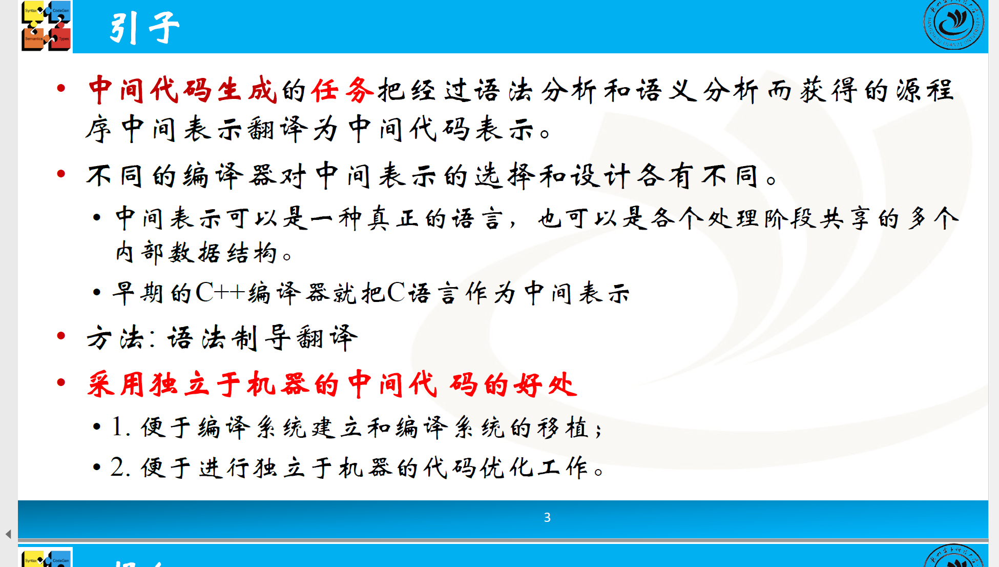 Syntax CodeGen
Semantics Types
引子
中间代码生成的任务把经过语法分析和语义分析而获得的源程
序中间表示翻译为中间代码表示。
不同的编译器对中间表示的选择和设计各有不同。
中间表示可以是一种真正的语言，也可以是各个处理阶段共享的多个
内部数据结构。
早期的C++编译器就把C语言作为中间表示
方法：语法制导翻译
采用独立于机器的中间代 码的好处
1. 便于编译系统建立和编译系统的移植；
2. 便于进行独立于机器的代码优化工作。
3
Syntax CodeGen